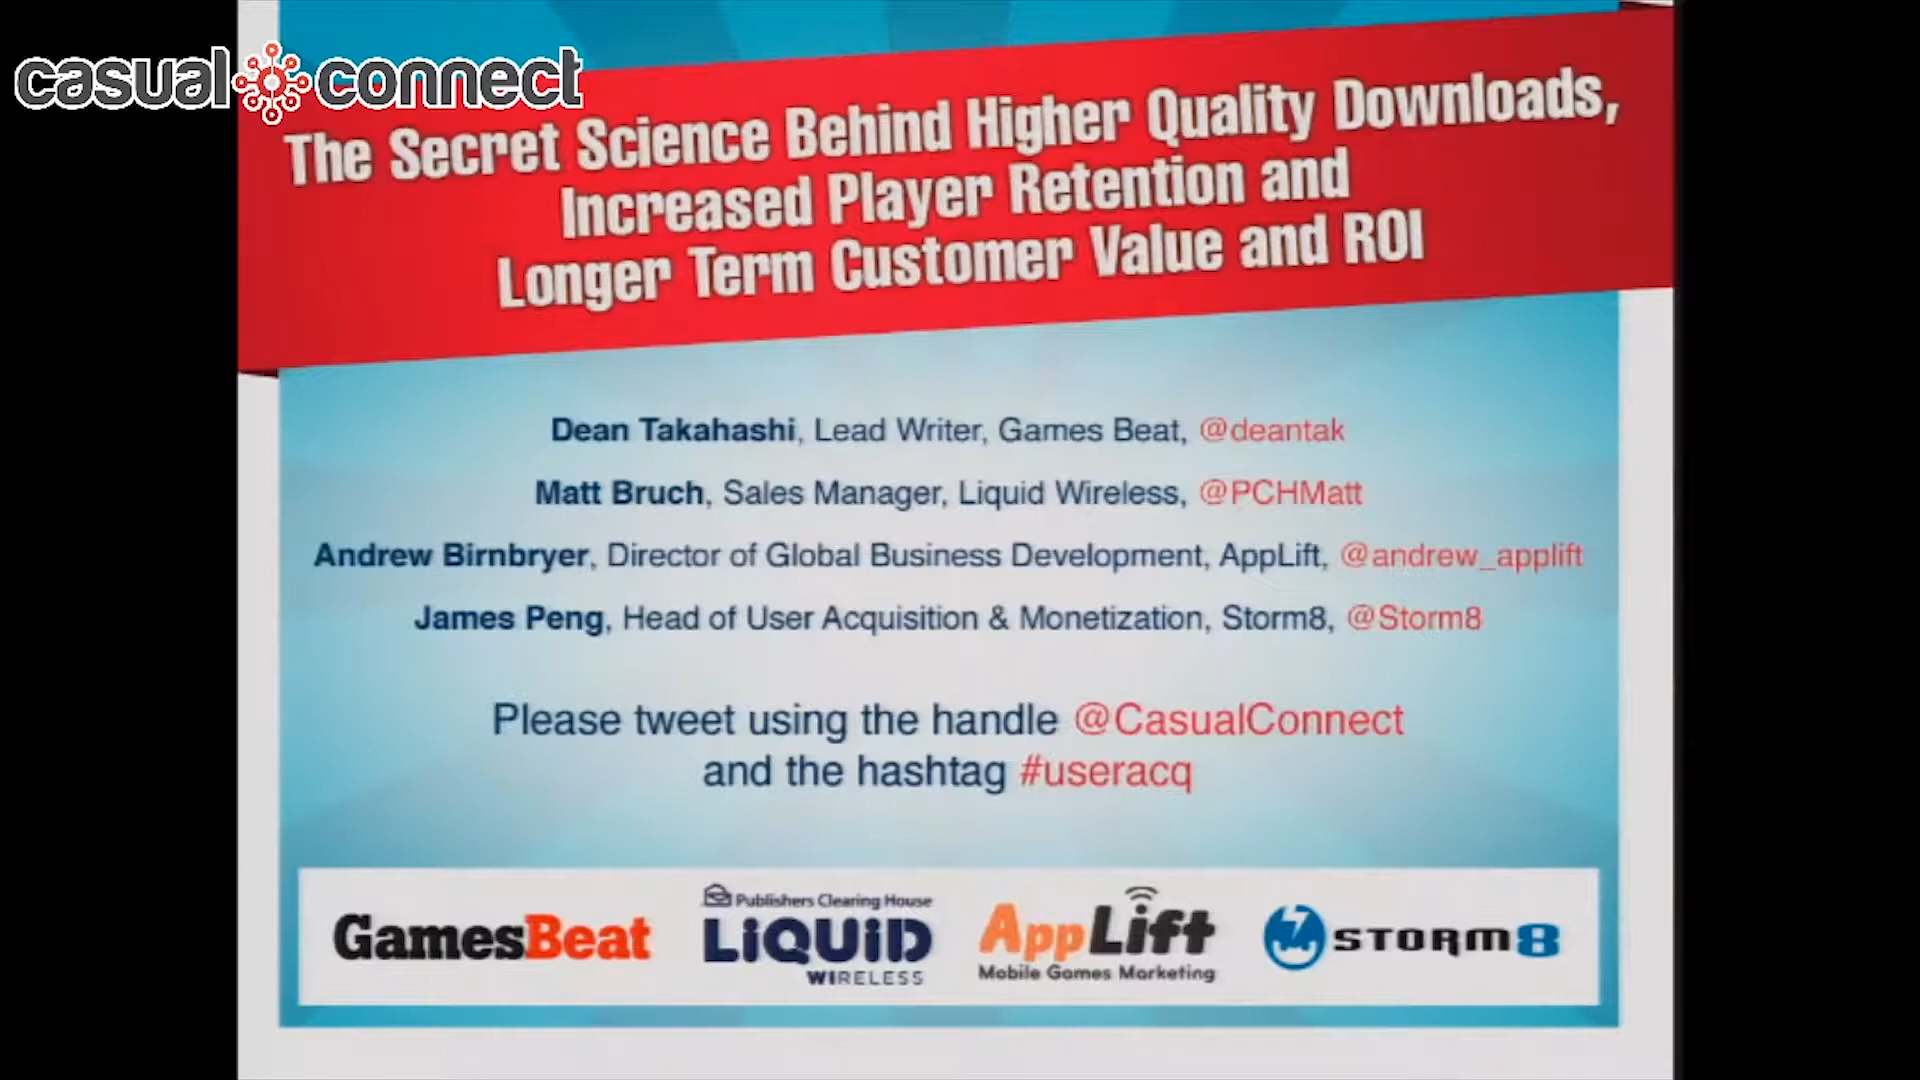 casual connect
The Secret Science Behind Higher Quality Downloads,
Increased Player Retention and
Longer Term Customer Value and ROI
Dean Takahashi, Lead Writer, Games Beat, @deantak
Matt Bruch, Sales Manager, Liquid Wireless, @PCHMatt
Andrew Birnbryer, Director of Global Business Development, AppLift, @andrew_applift
James Peng, Head of User Acquisition & Monetization, Storm8, @Storm8
Please tweet using the handle @CasualConnect
and the hashtag #useracq
GamesBeat
Publishers Clearing House
LiQUiD
WIRELESS
AppLift
Mobile Games Marketing
STORM8